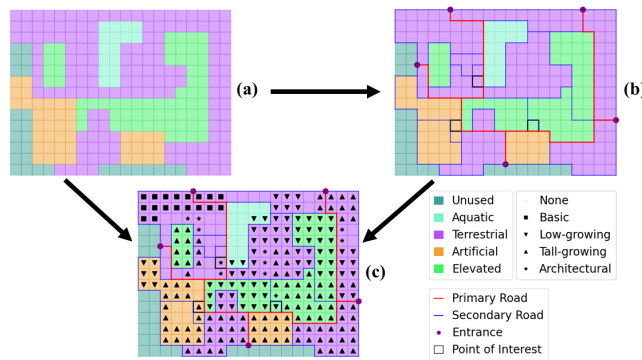 (a)
(b)
(c)
Unused
Aquatic
Terrestrial
Artificial
Elevated
None
Basic
Low-growing
Tall-growing
Architectural
Primary Road
Secondary Road
Entrance
Point of Interest